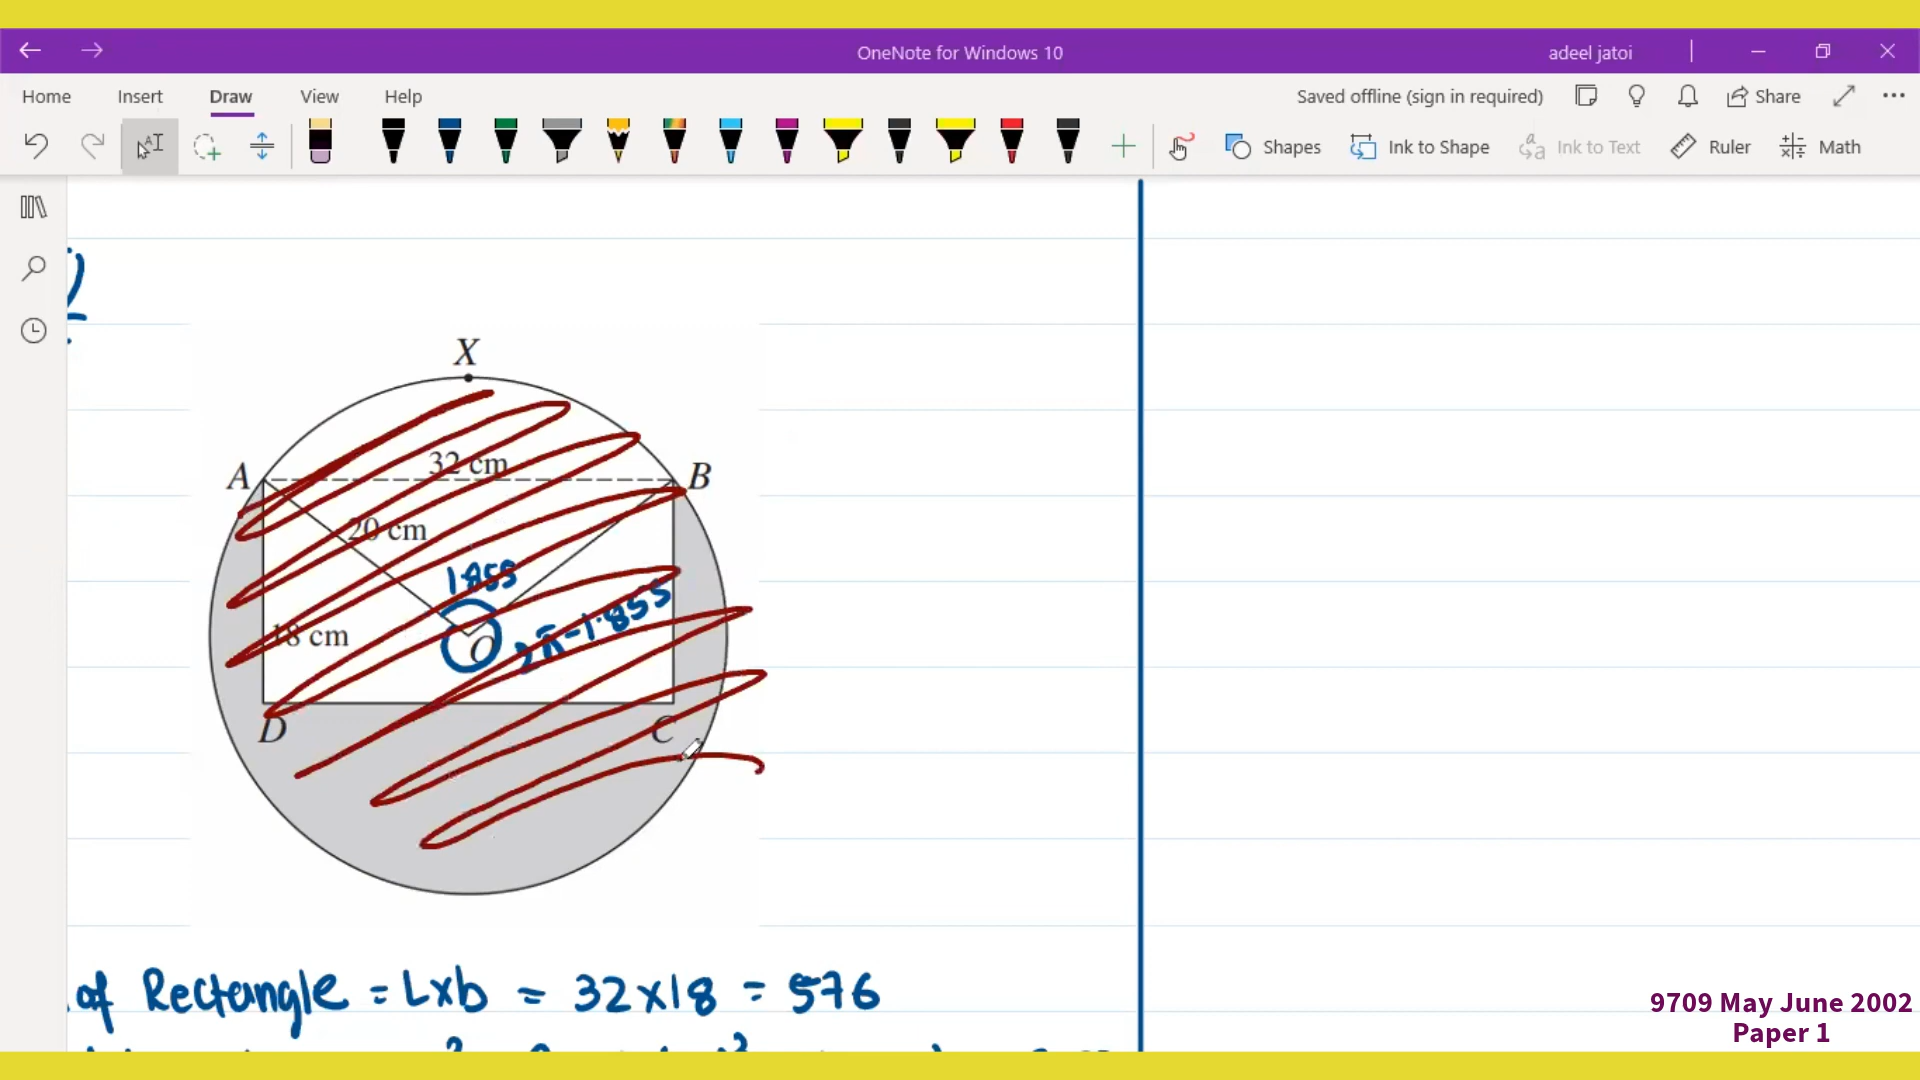 OneNote for Windows 10
adeel jatoi
Home Insert Draw View Help
Saved offline (sign in required)
Share
Shapes
Ink to Shape
Ink to Text
Ruler
Math
X
A
32 cm
B
20 cm
1.855
18 cm
O
2π-1.855
D
C
of Rectangle = L×b = 32×18 = 576
9709 May June 2002
Paper 1